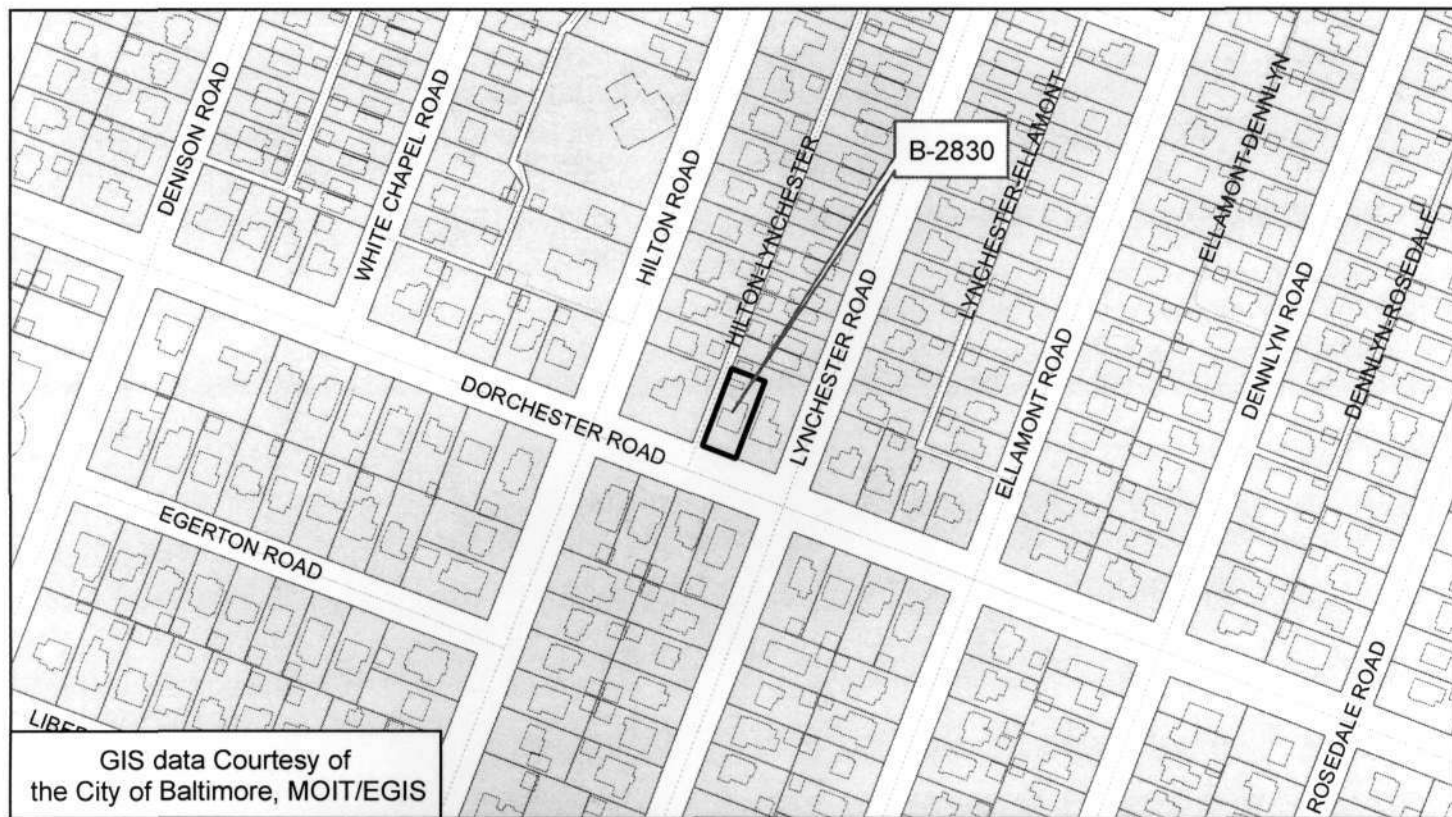 DENISON ROAD
WHITE CHAPEL ROAD
HILTON ROAD
HILTON-LYNCHESTER
B-2830
LYNCHESTER-ELLAMONT
ELLAMONT-DENNLYN
LYNCHESTER ROAD
DORCHESTER ROAD
ELLAMONT ROAD
DENNLYN ROAD
DENNLYN-ROSEDALE
EGERTON ROAD
ROSEDALE ROAD
GIS data Courtesy of
the City of Baltimore, MOIT/EGIS